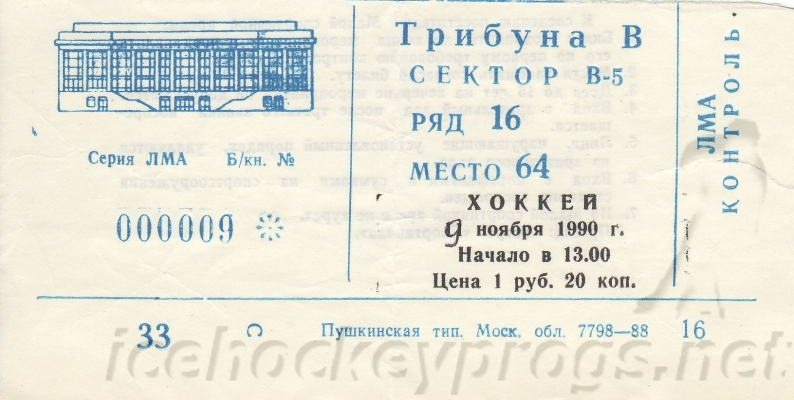 Трибуна В
СЕКТОР В-5
РЯД 16
МЕСТО 64
Серия ЛМА Б/кн. №
000009
ХОККЕЙ
9 ноября 1990 г.
Начало в 13.00
Цена 1 руб. 20 коп.
ЛМА
КОНТРОЛЬ
33 С Пушкинская тип. Моск. обл. 7798—88 16
icehockeyprogs.net